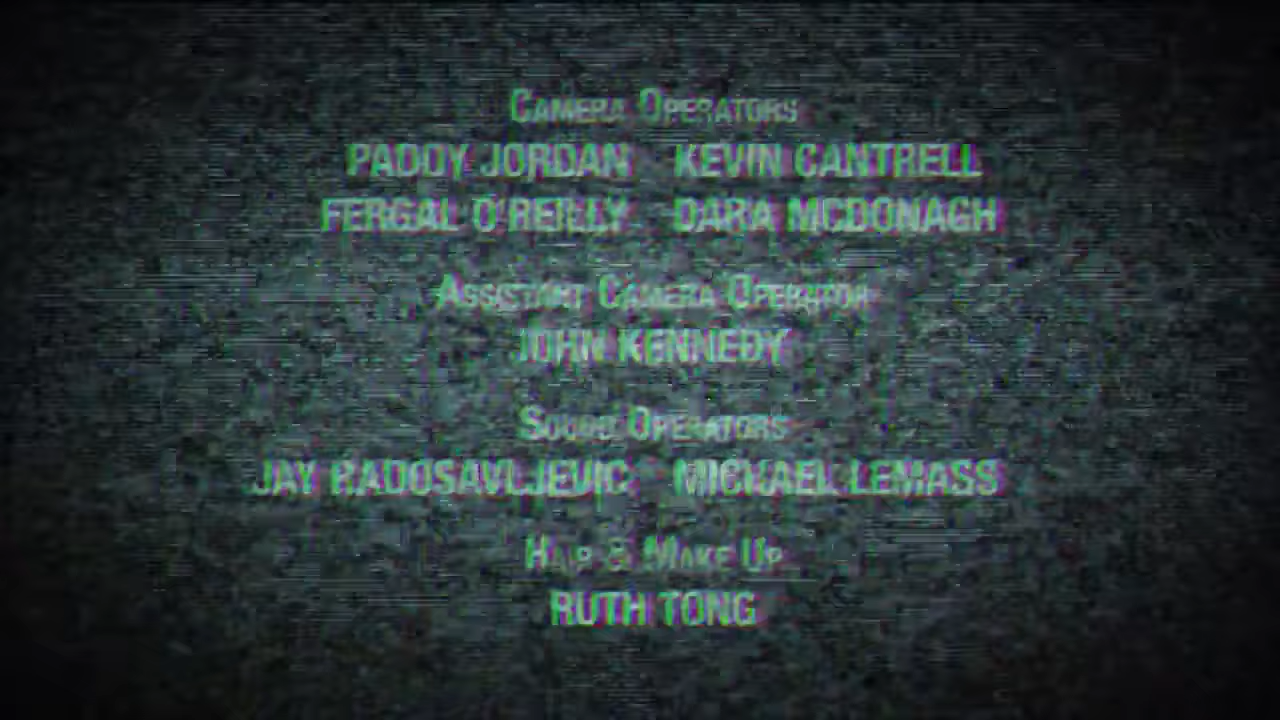 Camera Operators
PADDY JORDAN KEVIN CANTRELL
FERGAL O'REILLY DARA MCDONAGH
Assistant Camera Operator
JOHN KENNEDY
Sound Operators
JAY RADOSAVLJEVIC MICHAEL LEMASS
Hair & Make Up
RUTH TONG